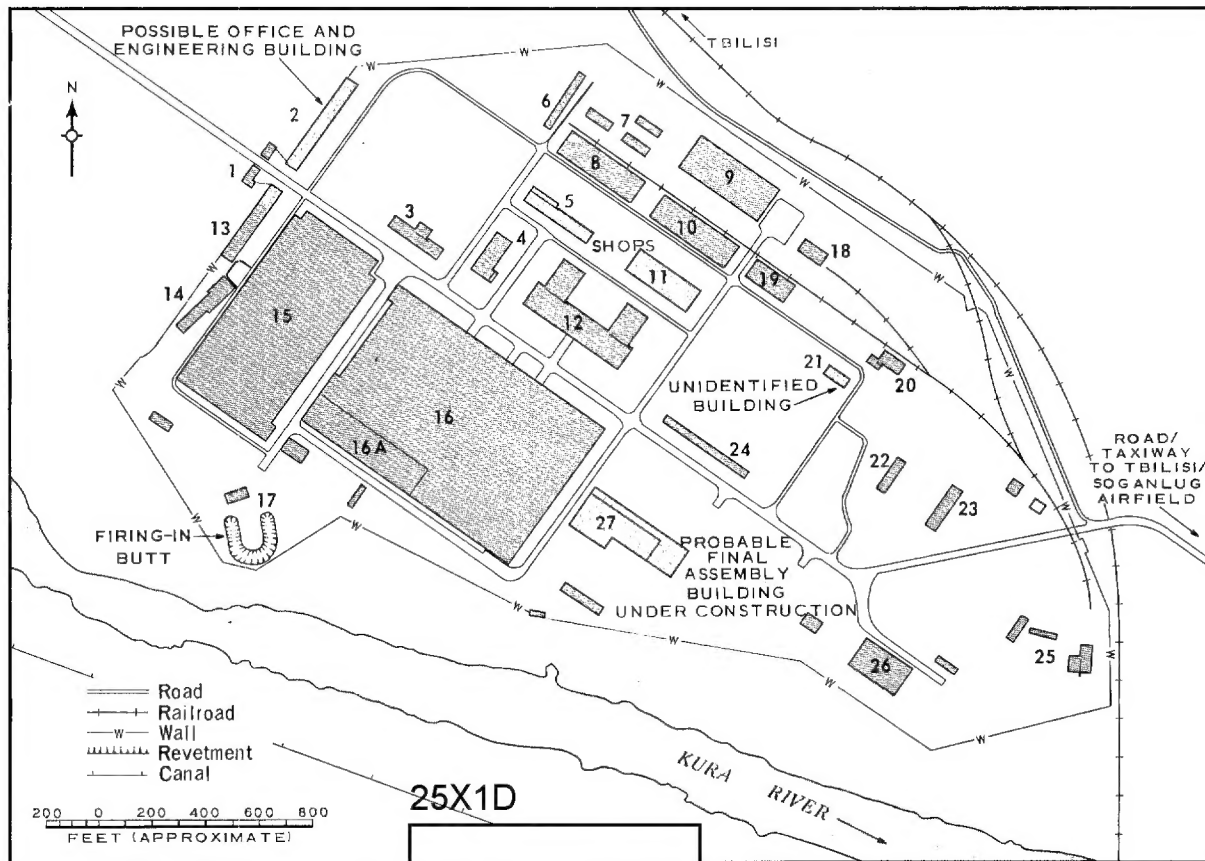 POSSIBLE OFFICE AND
ENGINEERING BUILDING
W
TBILISI
W
N
6
7
2
8
9
W
1
3
5
10
13
4
SHOPS
18
W
11
19
W
14
15
12
W
16
21
20
UNIDENTIFIED
BUILDING
W
16A
24
ROAD/
TAXIWAY
TO TBILISI/
SOGANLUG
AIRFIELD
22
23
17
W
FIRING-IN
BUTT
W
27
PROBABLE
FINAL
ASSEMBLY
BUILDING
UNDER CONSTRUCTION
W
W
W
25
W
26
W
W
Road
Railroad
W
Wall
Revetment
Canal
KURA RIVER
25X1D
200 0 200 400 600 800
FEET (APPROXIMATE)